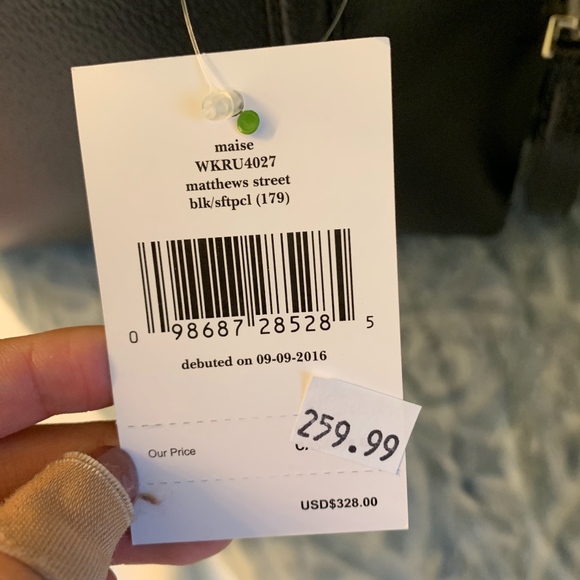 maise
WKRU4027
matthews street
blk/sftpcl (179)
0 98687 28528 5
debuted on 09-09-2016
259.99
Our Price
USD$328.00